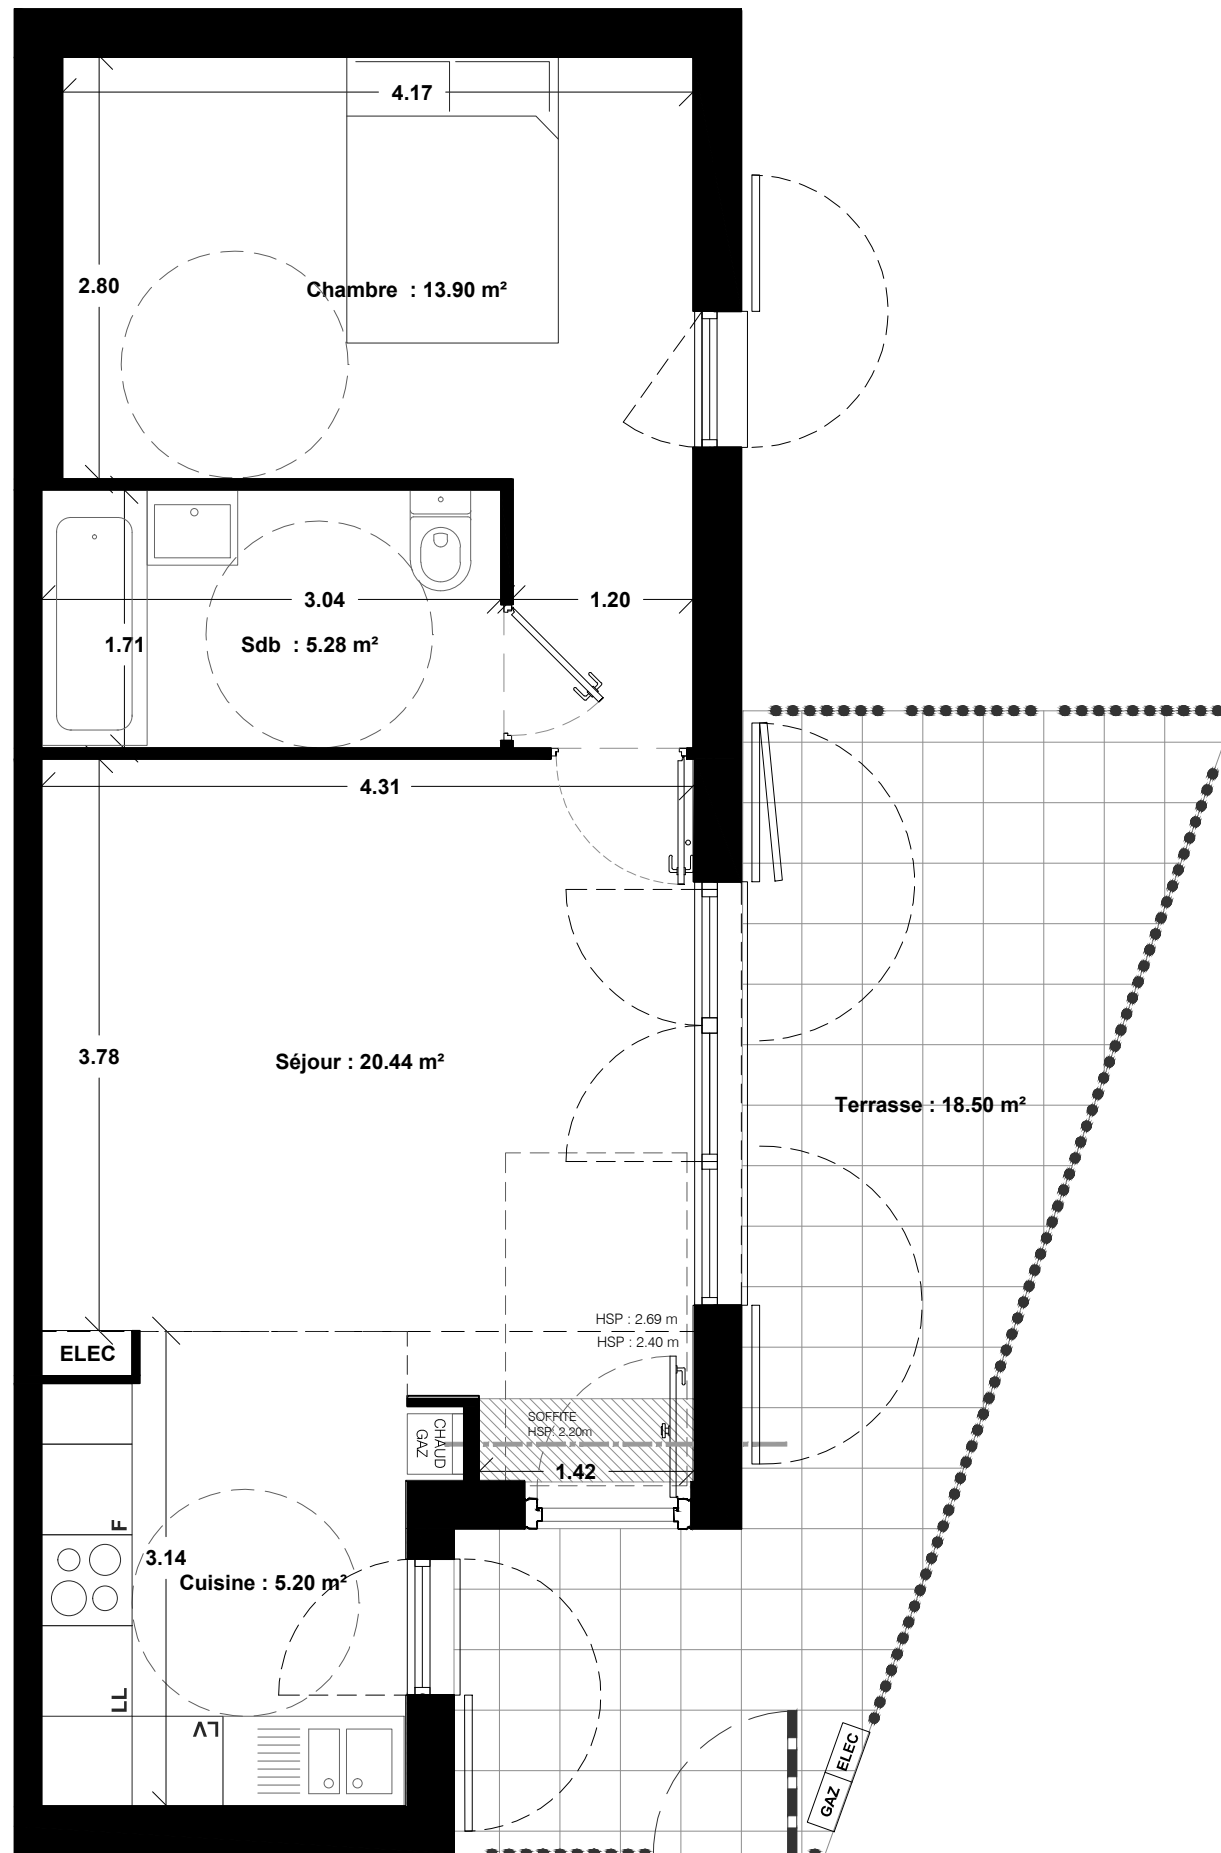 4.17
2.80
Chambre : 13.90 m²
3.04
1.20
1.71
Sdb : 5.28 m²
4.31
3.78
Séjour : 20.44 m²
Terrasse : 18.50 m²
HSP : 2.69 m
HSP : 2.40 m
ELEC
SOFFITE
HSP: 2.20m
CHAUD
GAZ
1.42
F
3.14
Cuisine : 5.20 m²
LL
LV
ELEC
GAZ